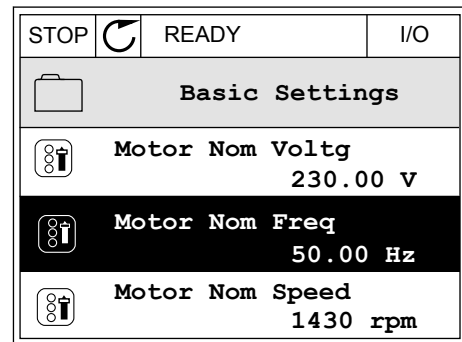 STOP READY I/O
Basic Settings
Motor Nom Voltg
230.00 V
Motor Nom Freq
50.00 Hz
Motor Nom Speed
1430 rpm